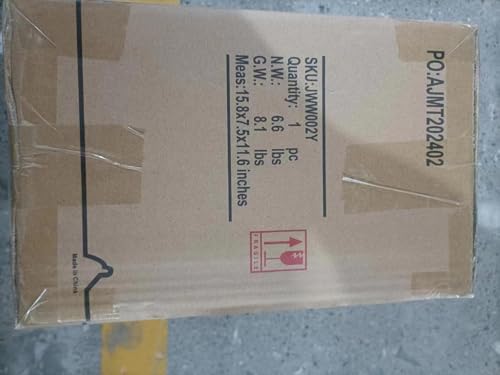 PO:AJMT202402
SKU:JWW002Y
Quantity: 1 pc
N.W.: 6.6 lbs
G.W.: 8.1 lbs
Meas:15.8x7.5x11.6 inches
FRAGILE
Made in China